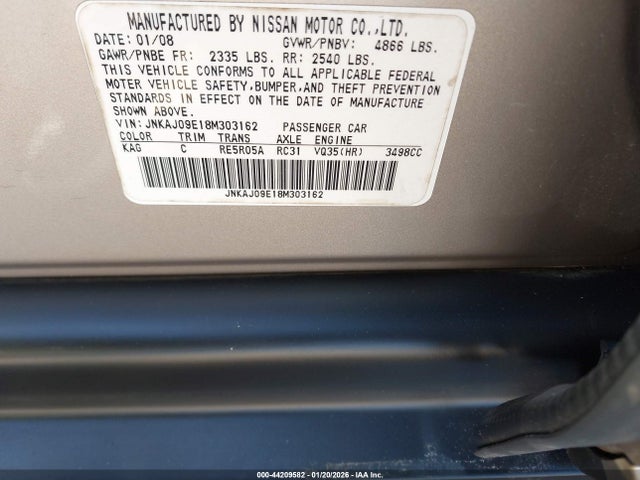 MANUFACTURED BY NISSAN MOTOR CO.,LTD.
DATE: 01/08 GVWR/PNBV: 4866 LBS.
GAWR/PNBE FR: 2335 LBS. RR: 2540 LBS.
THIS VEHICLE CONFORMS TO ALL APPLICABLE FEDERAL
MOTOR VEHICLE SAFETY,BUMPER,AND THEFT PREVENTION
STANDARDS IN EFFECT ON THE DATE OF MANUFACTURE
SHOWN ABOVE.
VIN: JNKAJ09E18M303162 PASSENGER CAR
COLOR TRIM TRANS AXLE ENGINE
KAG C RE5R05A RC31 VQ35(HR) 3498CC
JNKAJ09E18M303162
000-44209582 | 01/20/2026 - IAA Inc.